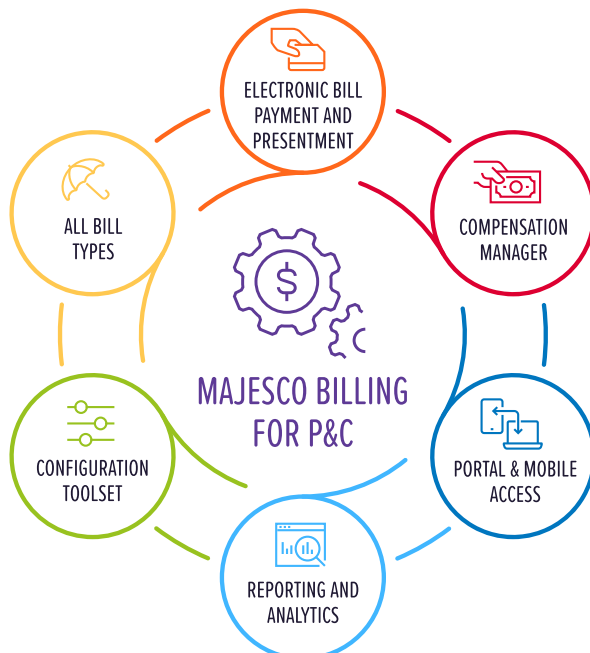 ELECTRONIC BILL
PAYMENT AND
PRESENTMENT
ALL BILL
TYPES
COMPENSATION
MANAGER
$
MAJESCO BILLING
FOR P&C
CONFIGURATION
TOOLSET
PORTAL & MOBILE
ACCESS
REPORTING AND
ANALYTICS